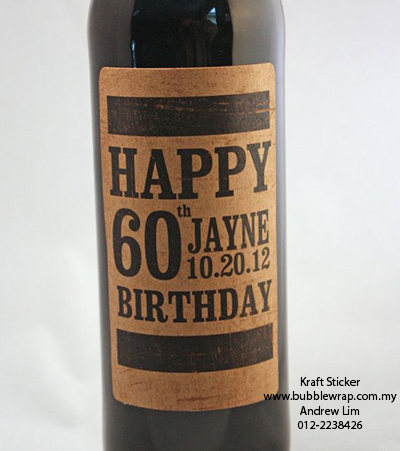 HAPPY
60th JAYNE
10.20.12
BIRTHDAY
Kraft Sticker
www.bubblewrap.com.my
Andrew Lim
012-2238426